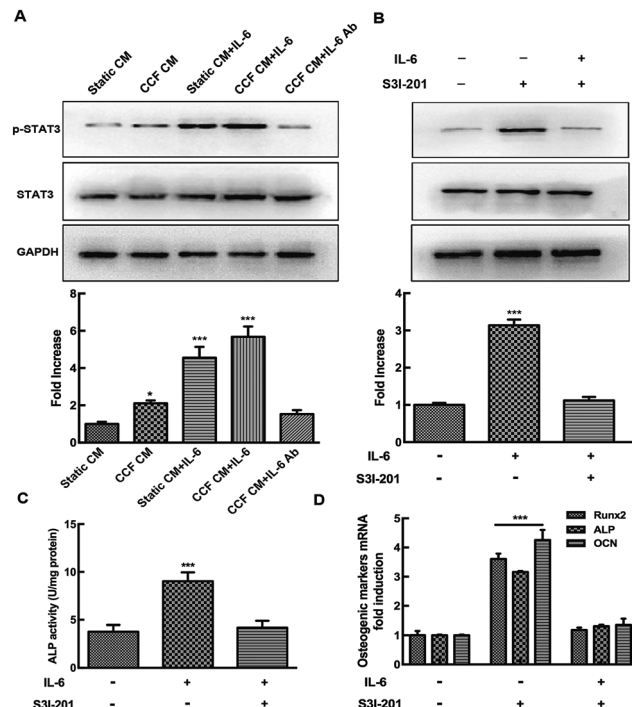 A
Static CM
CCF CM
Static CM+IL-6
CCF CM+IL-6
CCF CM+IL-6 Ab
p-STAT3
STAT3
GAPDH
Fold Increase
8
6
4
2
0
***
***
*
Static CM
CCF CM
Static CM+IL-6
CCF CM+IL-6
CCF CM+IL-6 Ab
B
IL-6 – – +
S3I-201 – + +
Fold Increase
4
3
2
1
0
***
IL-6 - + +
S3I-201 - - +
C
ALP activity (U/mg protein)
15
10
5
0
***
IL-6 - + +
S3I-201 - - +
D
Osteogenic markers mRNA
fold induction
5
4
3
2
1
0
***
Runx2
ALP
OCN
IL-6 - - +
S3I-201 - + +